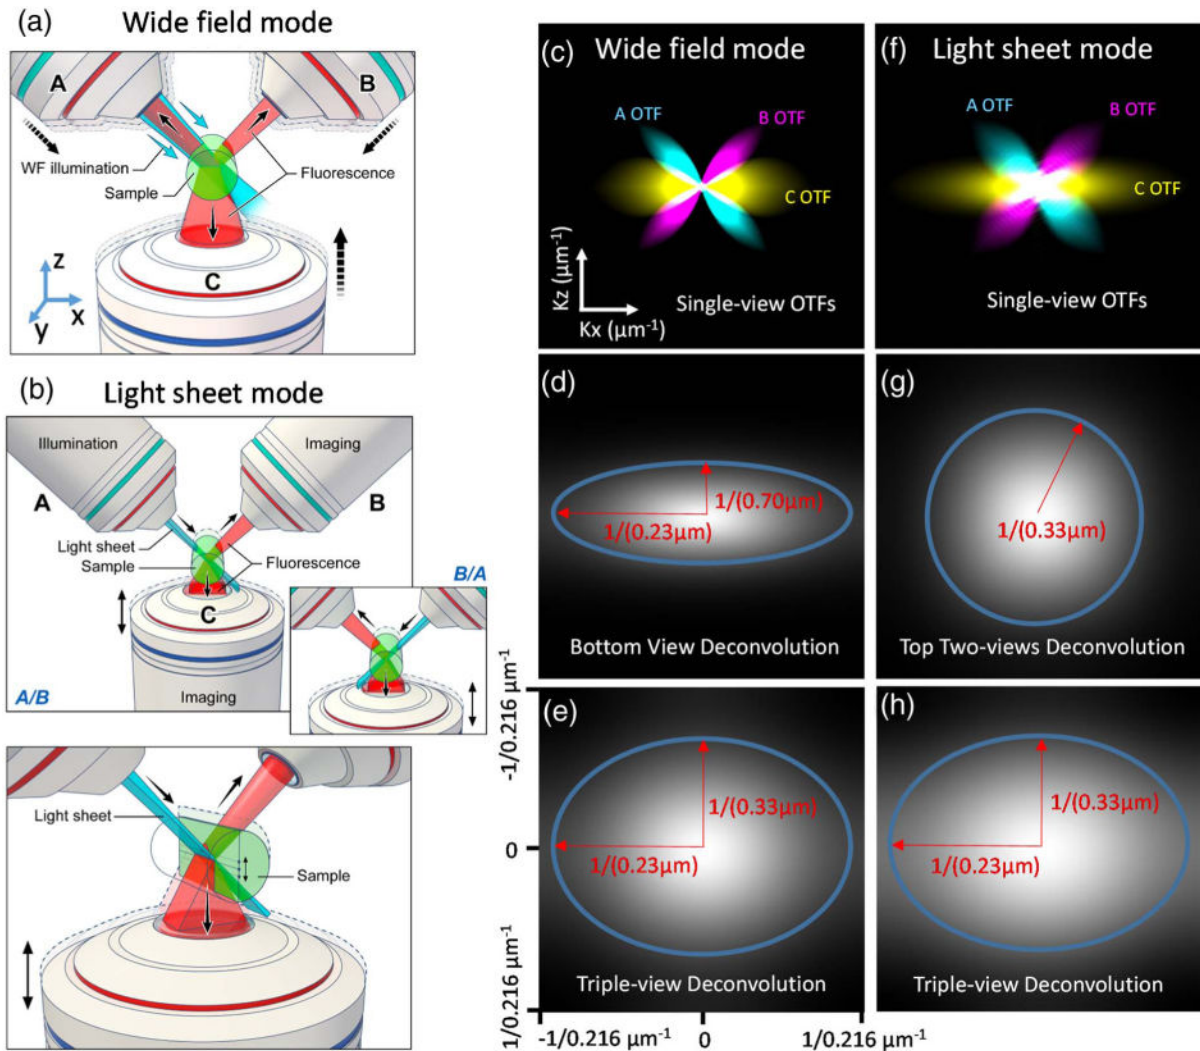 (a)
Wide field mode
A
B
WF illumination
Sample
Fluorescence
C
z
y
x
(b)
Light sheet mode
Illumination
Imaging
A
B
Light sheet
Sample
Fluorescence
B/A
C
A/B
Imaging
Light sheet
Sample
(c)
Wide field mode
A OTF
B OTF
C OTF
Kz (µm⁻¹)
Kx (µm⁻¹)
Single-view OTFs
(f)
Light sheet mode
A OTF
B OTF
C OTF
Single-view OTFs
(d)
1/(0.70µm)
1/(0.23µm)
Bottom View Deconvolution
(g)
1/(0.33µm)
Top Two-views Deconvolution
(e)
1/(0.33µm)
1/(0.23µm)
Triple-view Deconvolution
(h)
1/(0.33µm)
1/(0.23µm)
Triple-view Deconvolution
-1/0.216 µm⁻¹
0
1/0.216 µm⁻¹
-1/0.216 µm⁻¹
0
1/0.216 µm⁻¹